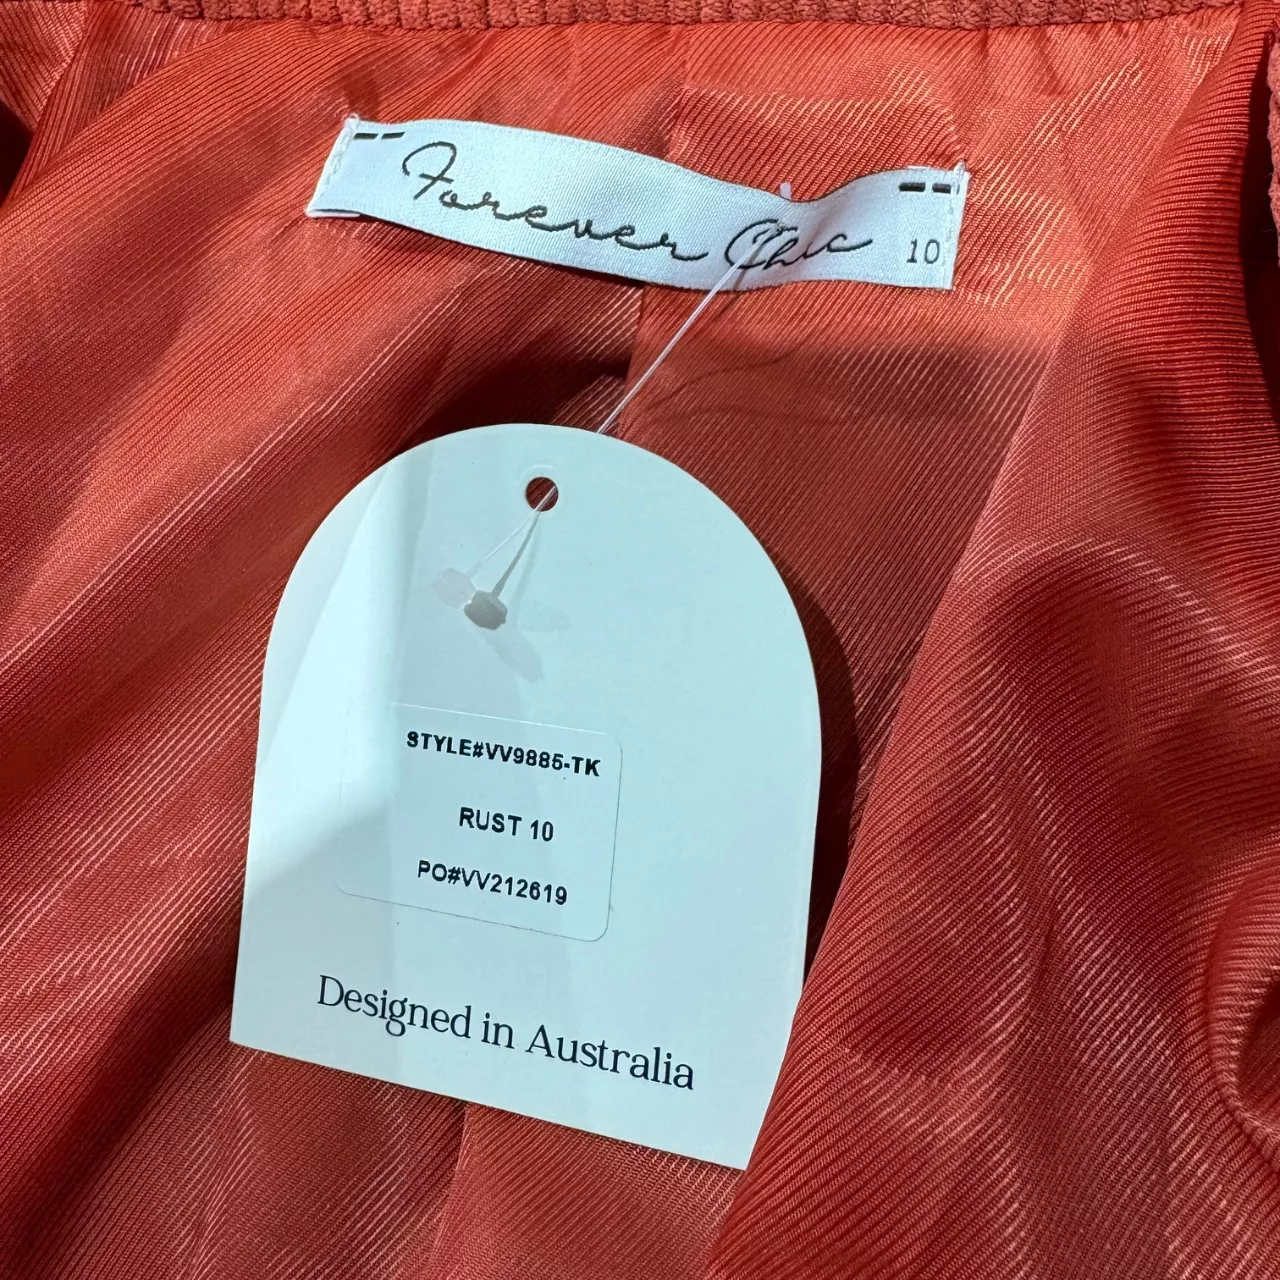 Forever Chic 10
STYLE#VV9885-TK
RUST 10
PO#VV212619
Designed in Australia